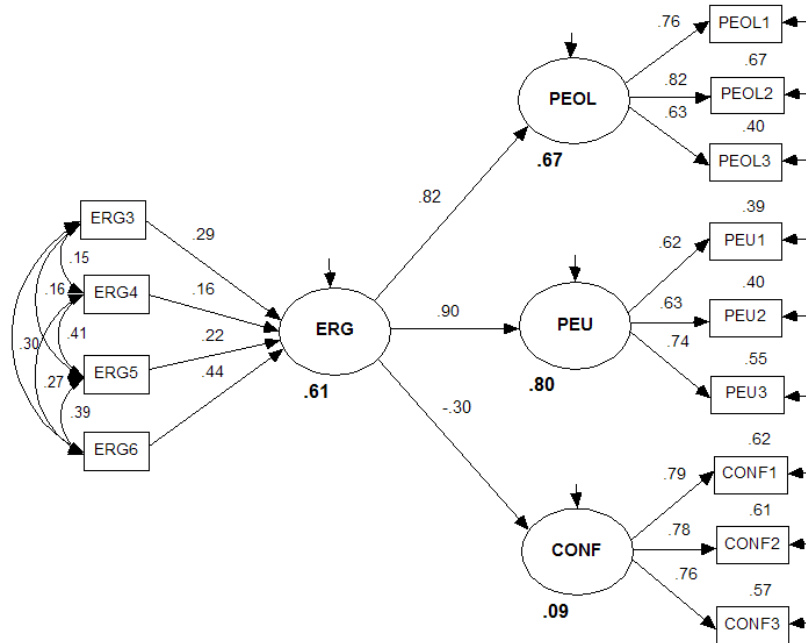 .76
PEOL1
.67
PEOL
.82
PEOL2
.63
.40
.67
PEOL3
.82
.39
ERG3
.29
.62
PEU1
.15
.16
.40
.16
ERG4
ERG
.90
PEU
.63
PEU2
.30
.41
.22
.74
.55
.27
ERG5
.61
.80
PEU3
.39
.44
-.30
.62
ERG6
.79
CONF1
.61
CONF
.78
CONF2
.76
.57
.09
CONF3